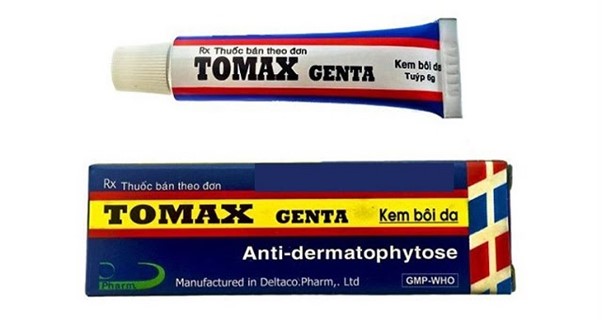 Rx Thuốc bán theo đơn
TOMAX GENTA
Kem bôi da
Tuýp 6g
Rx Thuốc bán theo đơn
TOMAX GENTA Kem bôi da
Anti-dermatophytose
Pharm
Manufactured in Deltaco.Pharm,. Ltd
GMP-WHO